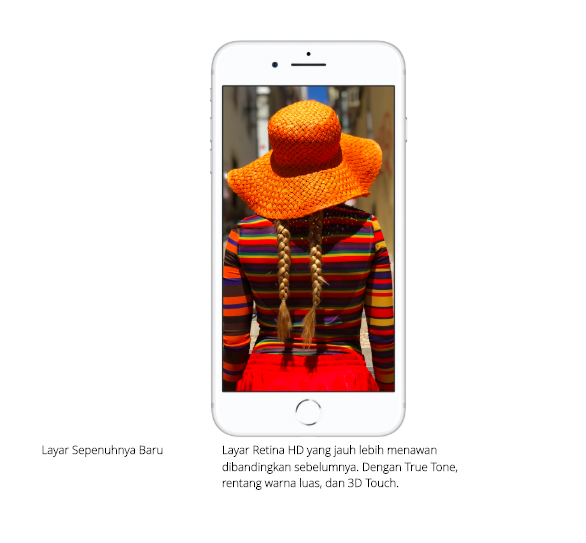 Layar Sepenuhnya Baru
Layar Retina HD yang jauh lebih menawan
dibandingkan sebelumnya. Dengan True Tone,
rentang warna luas, dan 3D Touch.